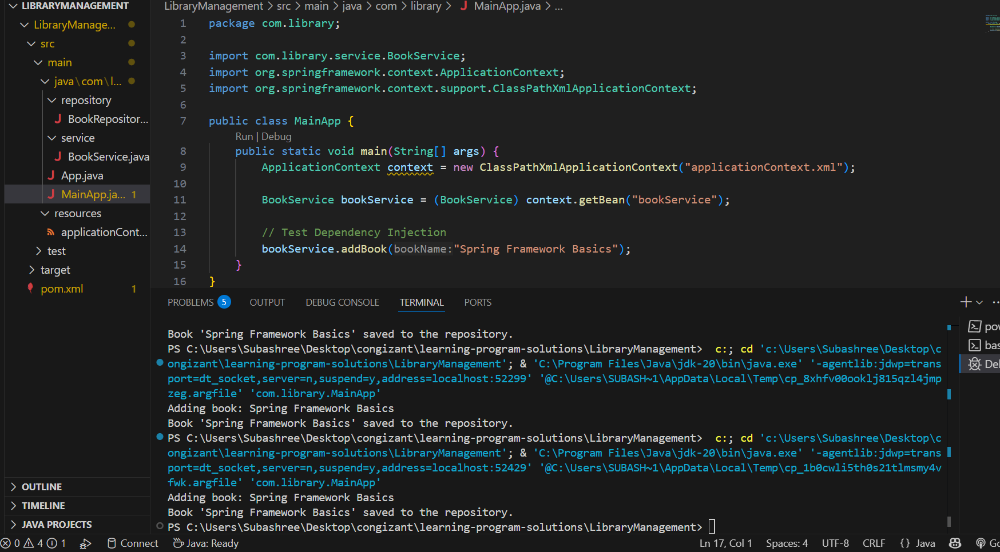 LIBRARYMANAGEMENT
LibraryManage...
src
main
java\com\l...
repository
BookRepositor...
service
BookService.java
App.java
MainApp.ja... 1
resources
applicationCont...
test
target
pom.xml 1
OUTLINE
TIMELINE
JAVA PROJECTS
LibraryManagement > src > main > java > com > library > MainApp.java > ...
1 package com.library;
2
3 import com.library.service.BookService;
4 import org.springframework.context.ApplicationContext;
5 import org.springframework.context.support.ClassPathXmlApplicationContext;
6
7 public class MainApp {
Run | Debug
8 public static void main(String[] args) {
9 ApplicationContext context = new ClassPathXmlApplicationContext("applicationContext.xml");
10
11 BookService bookService = (BookService) context.getBean("bookService");
12
13 // Test Dependency Injection
14 bookService.addBook(bookName:"Spring Framework Basics");
15 }
16 }
PROBLEMS 5 OUTPUT DEBUG CONSOLE TERMINAL PORTS
Book 'Spring Framework Basics' saved to the repository.
PS C:\Users\Subashree\Desktop\congizant\learning-program-solutions\LibraryManagement> c:; cd 'c:\Users\Subashree\Desktop\c
ongizant\learning-program-solutions\LibraryManagement'; & 'C:\Program Files\Java\jdk-20\bin\java.exe' '-agentlib:jdwp=trans
port=dt_socket,server=n,suspend=y,address=localhost:52299' '@C:\Users\SUBASH~1\AppData\Local\Temp\cp_8xhfv00ooklj815qzl4jmp
zeg.argfile' 'com.library.MainApp'
Adding book: Spring Framework Basics
Book 'Spring Framework Basics' saved to the repository.
PS C:\Users\Subashree\Desktop\congizant\learning-program-solutions\LibraryManagement> c:; cd 'c:\Users\Subashree\Desktop\c
ongizant\learning-program-solutions\LibraryManagement'; & 'C:\Program Files\Java\jdk-20\bin\java.exe' '-agentlib:jdwp=trans
port=dt_socket,server=n,suspend=y,address=localhost:52429' '@C:\Users\SUBASH~1\AppData\Local\Temp\cp_1b0cwli5th0s21tlmsmy4v
fwk.argfile' 'com.library.MainApp'
Adding book: Spring Framework Basics
Book 'Spring Framework Basics' saved to the repository.
PS C:\Users\Subashree\Desktop\congizant\learning-program-solutions\LibraryManagement>
pow
bas
De
0 4 1 Connect Java: Ready Ln 17, Col 1 Spaces: 4 UTF-8 CRLF {} Java Go